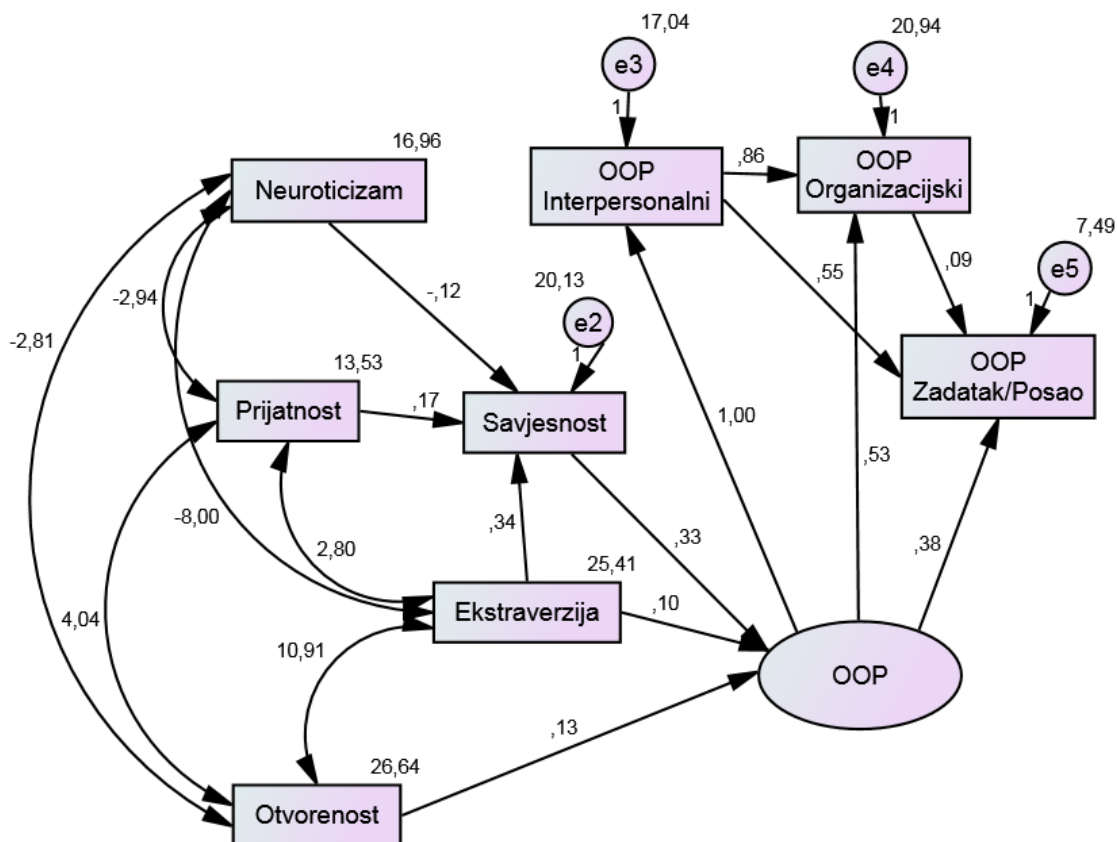 17,04
20,94
e3
e4
1
1
16,96
OOP
Interpersonalni
,86
OOP
Organizacijski
Neuroticizam
7,49
e5
,55
,09
1
-2,94
-,12
20,13
e2
1
-2,81
13,53
OOP
Zadatak/Posao
Prijatnost
,17
Savjesnost
1,00
,53
-8,00
,34
,33
,38
2,80
25,41
4,04
Ekstraverzija
,10
10,91
OOP
,13
26,64
Otvorenost